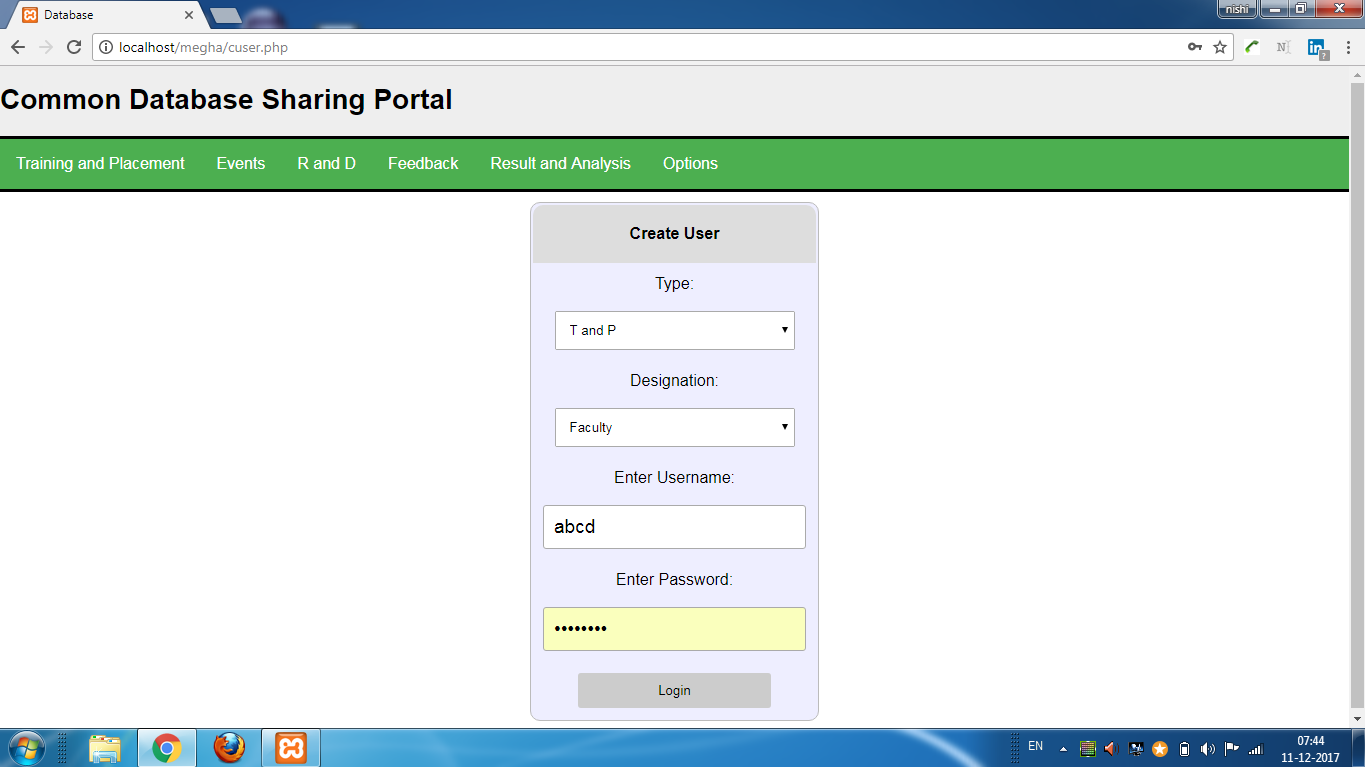 Database
nishi
localhost/megha/cuser.php
Common Database Sharing Portal
Training and Placement Events R and D Feedback Result and Analysis Options
Create User
Type:
T and P
Designation:
Faculty
Enter Username:
abcd
Enter Password:
••••••••
Login
EN
07:44
11-12-2017